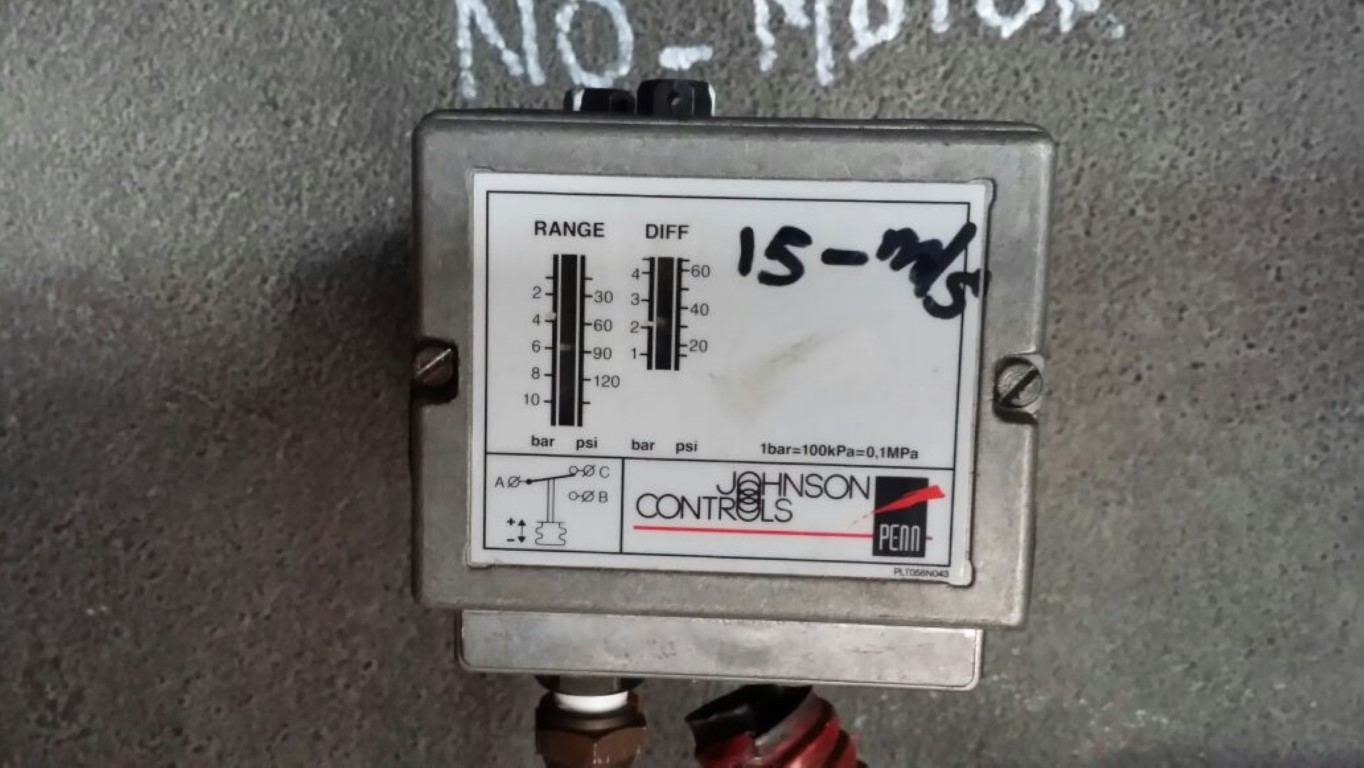 NO-MOTOR
RANGE DIFF
15-m/s
2 30
4 60
6 90
8 120
10
4 60
3 40
2 20
1
bar psi bar psi
1bar=100kPa=0,1MPa
A C
B
+
-
JOHNSON
CONTROLS
PENN
PLT056N043